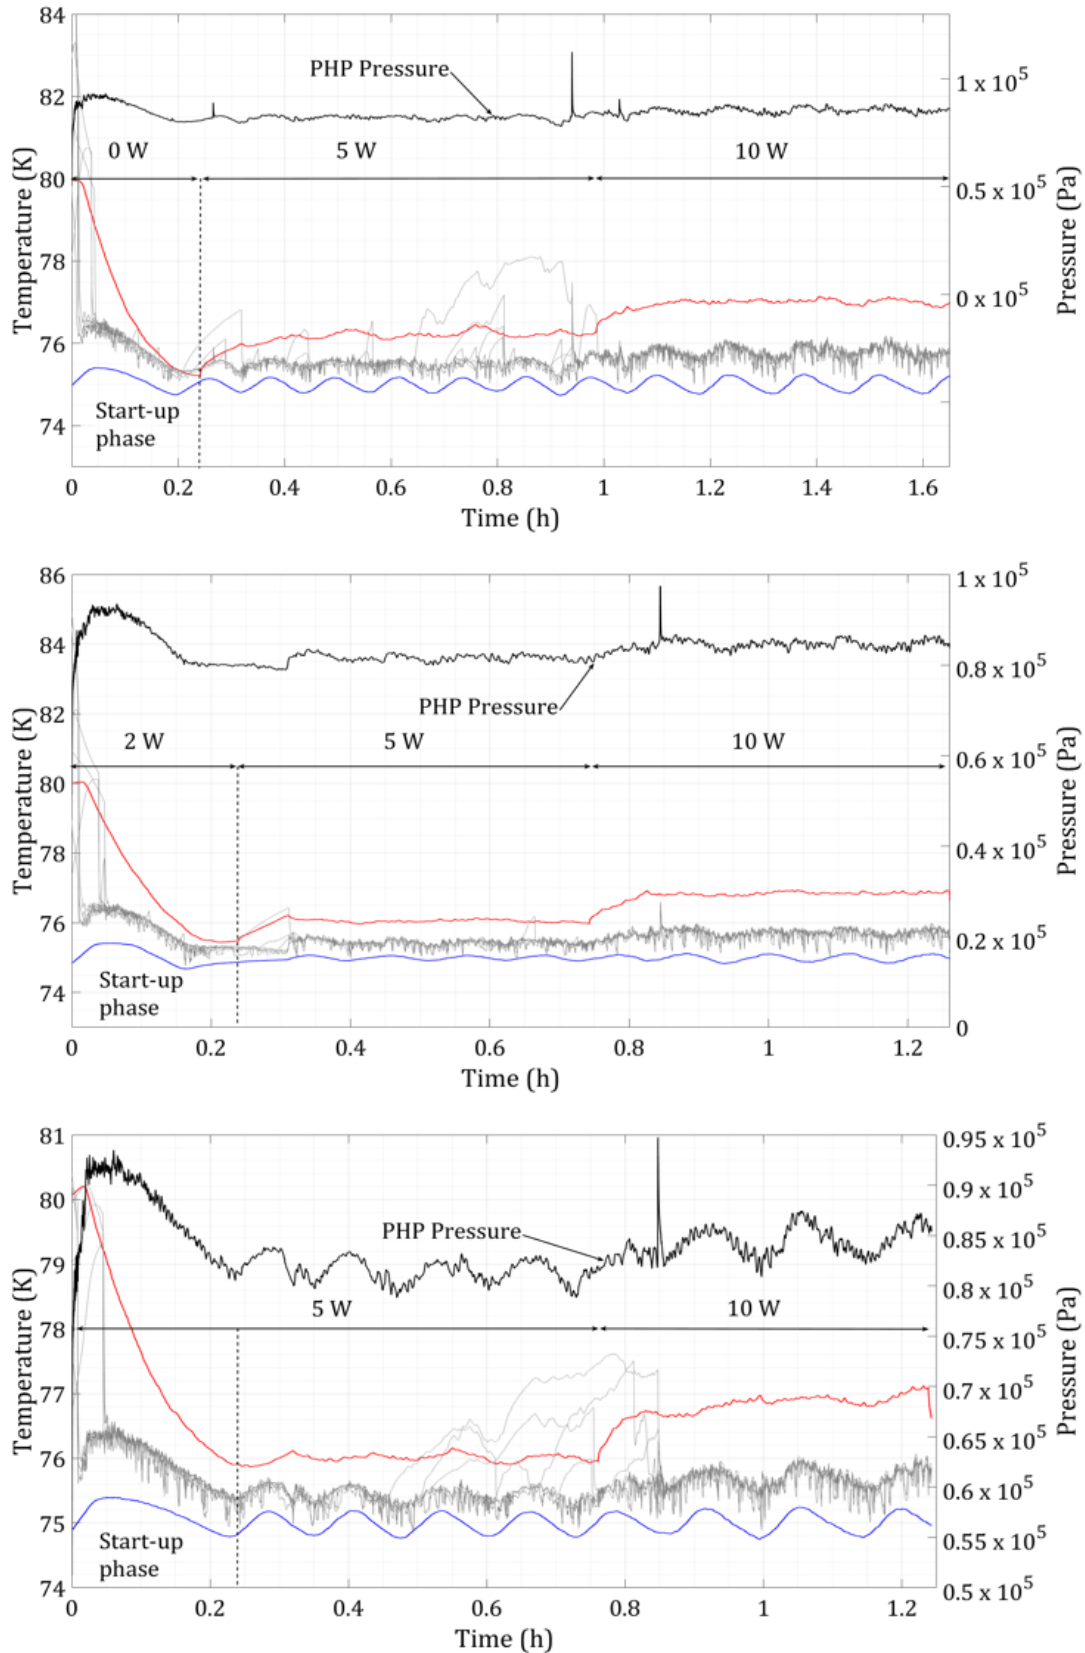 84
82
80
78
76
74
Temperature (K)
PHP Pressure
0 W
5 W
10 W
Start-up
phase
1 x 10^5
0.5 x 10^5
0 x 10^5
Pressure (Pa)
0
0.2
0.4
0.6
0.8
1
1.2
1.4
1.6
Time (h)
86
84
82
80
78
76
74
Temperature (K)
PHP Pressure
2 W
5 W
10 W
Start-up
phase
1 x 10^5
0.8 x 10^5
0.6 x 10^5
0.4 x 10^5
0.2 x 10^5
0
Pressure (Pa)
0
0.2
0.4
0.6
0.8
1
1.2
Time (h)
81
80
79
78
77
76
75
74
Temperature (K)
PHP Pressure
5 W
10 W
Start-up
phase
0.95 x 10^5
0.9 x 10^5
0.85 x 10^5
0.8 x 10^5
0.75 x 10^5
0.7 x 10^5
0.65 x 10^5
0.6 x 10^5
0.55 x 10^5
0.5 x 10^5
Pressure (Pa)
0
0.2
0.4
0.6
0.8
1
1.2
Time (h)